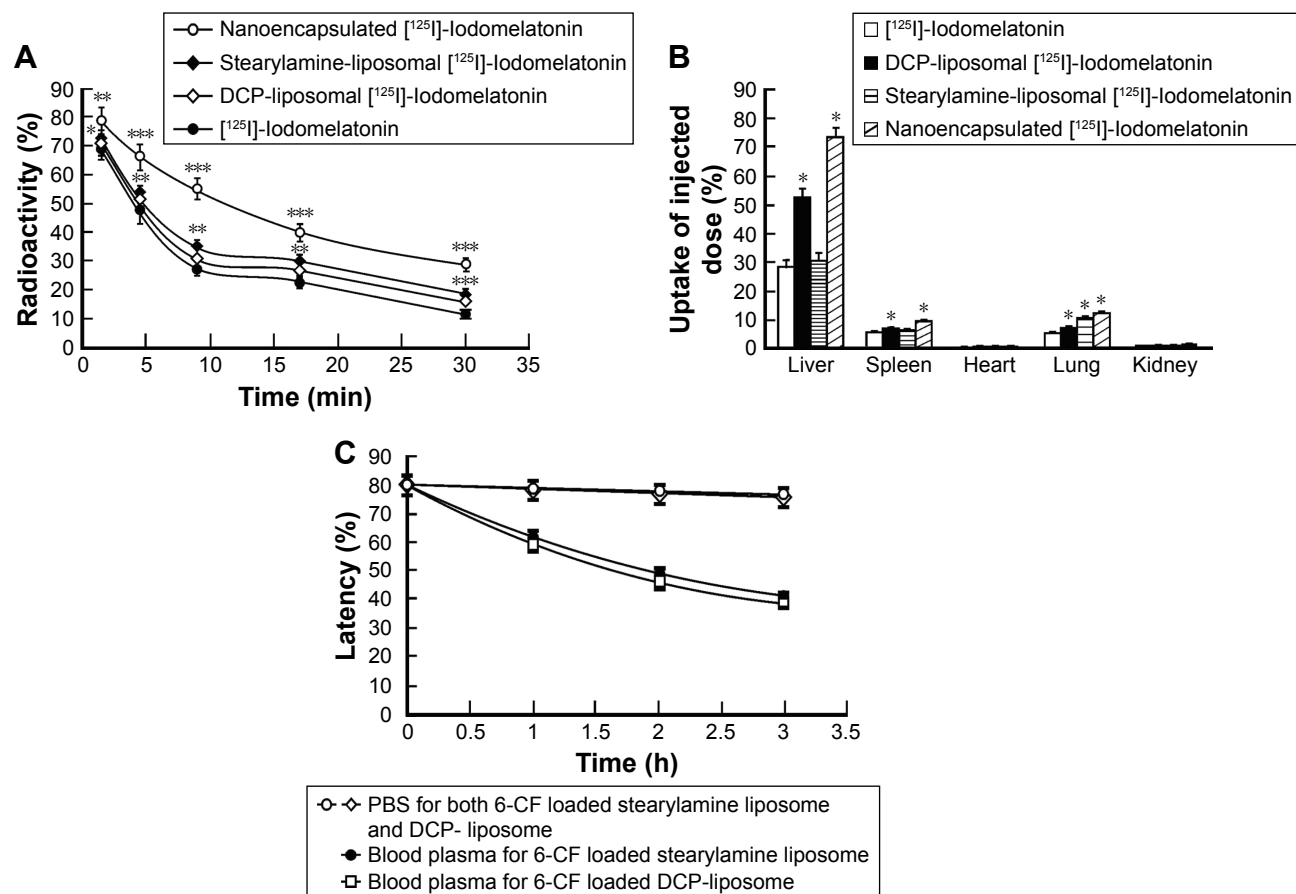 A
Nanoencapsulated [¹²⁵I]-Iodomelatonin
Stearylamine-liposomal [¹²⁵I]-Iodomelatonin
DCP-liposomal [¹²⁵I]-Iodomelatonin
[¹²⁵I]-Iodomelatonin
Radioactivity (%)
90
80
70
60
50
40
30
20
10
0
** *** *** *** ***
* ** ** ** ***
0 5 10 15 20 25 30 35
Time (min)
B
[¹²⁵I]-Iodomelatonin
DCP-liposomal [¹²⁵I]-Iodomelatonin
Stearylamine-liposomal [¹²⁵I]-Iodomelatonin
Nanoencapsulated [¹²⁵I]-Iodomelatonin
Uptake of injected
dose (%)
90
80
70
60
50
40
30
20
10
0
* * * * * * *
Liver Spleen Heart Lung Kidney
C
Latency (%)
90
80
70
60
50
40
30
70
20
10
0
0 0.5 1 1.5 2 2.5 3 3.5
Time (h)
PBS for both 6-CF loaded stearylamine liposome
and DCP- liposome
Blood plasma for 6-CF loaded stearylamine liposome
Blood plasma for 6-CF loaded DCP-liposome